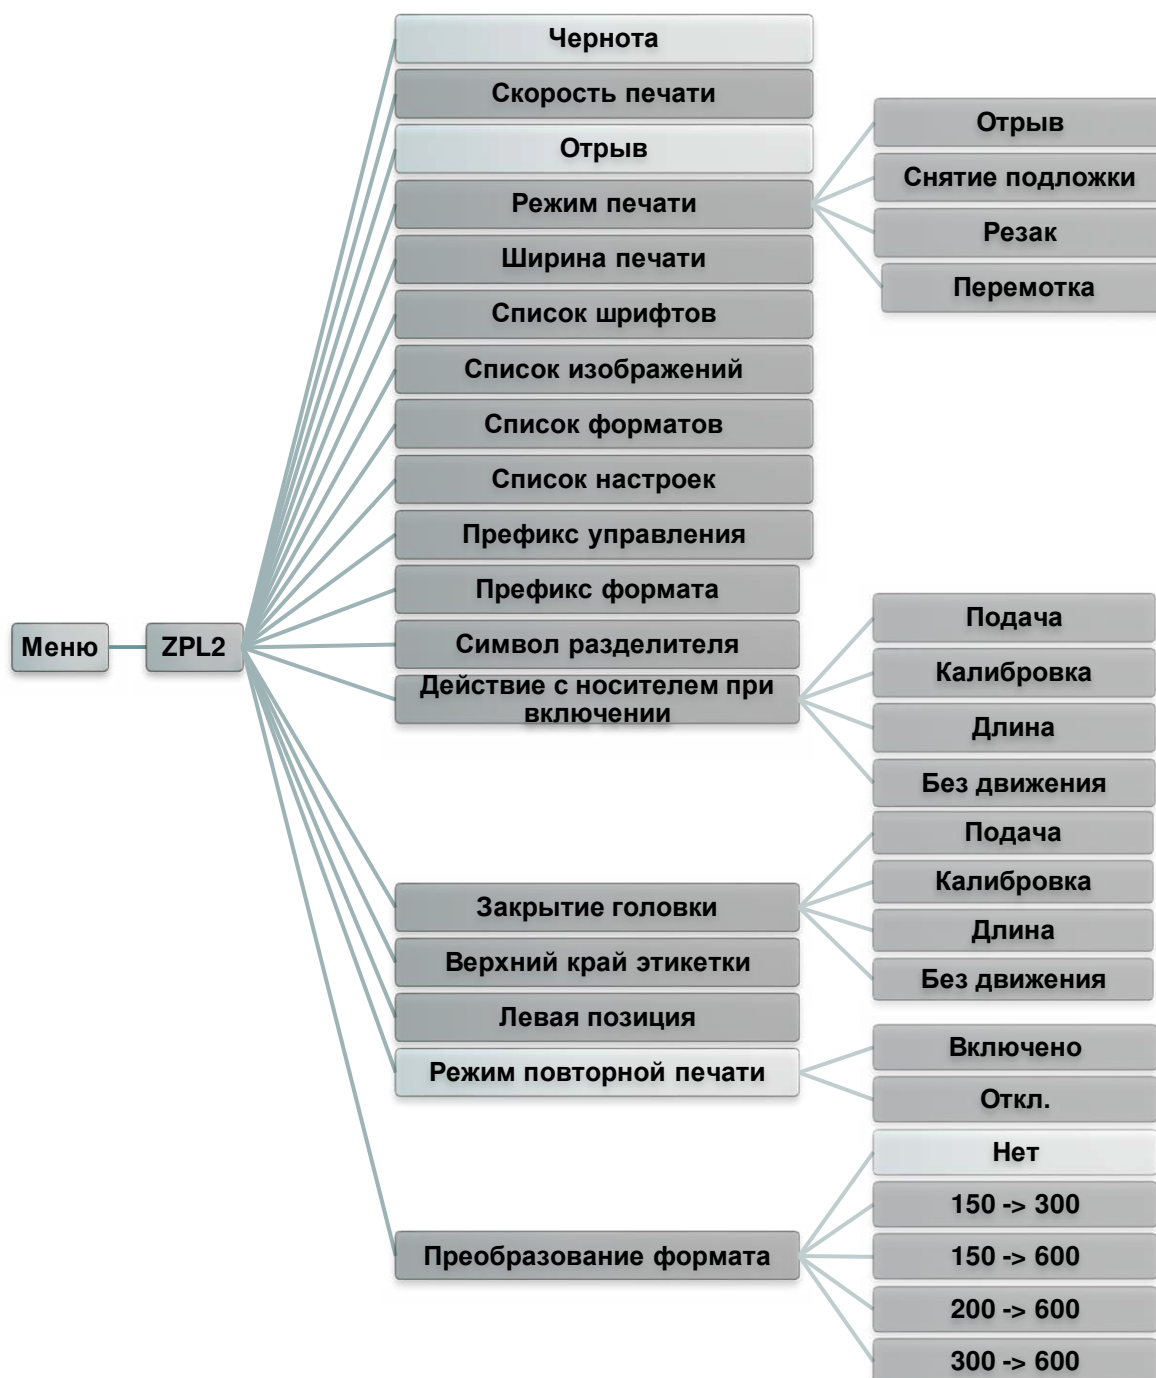 Чернота
Скорость печати
Отрыв
Режим печати
Отрыв
Снятие подложки
Резак
Перемотка
Ширина печати
Список шрифтов
Список изображений
Список форматов
Список настроек
Префикс управления
Префикс формата
Символ разделителя
Меню
ZPL2
Действие с носителем при
включении
Подача
Калибровка
Длина
Без движения
Закрытие головки
Подача
Калибровка
Длина
Без движения
Верхний край этикетки
Левая позиция
Режим повторной печати
Включено
Откл.
Преобразование формата
Нет
150 -> 300
150 -> 600
200 -> 600
300 -> 600